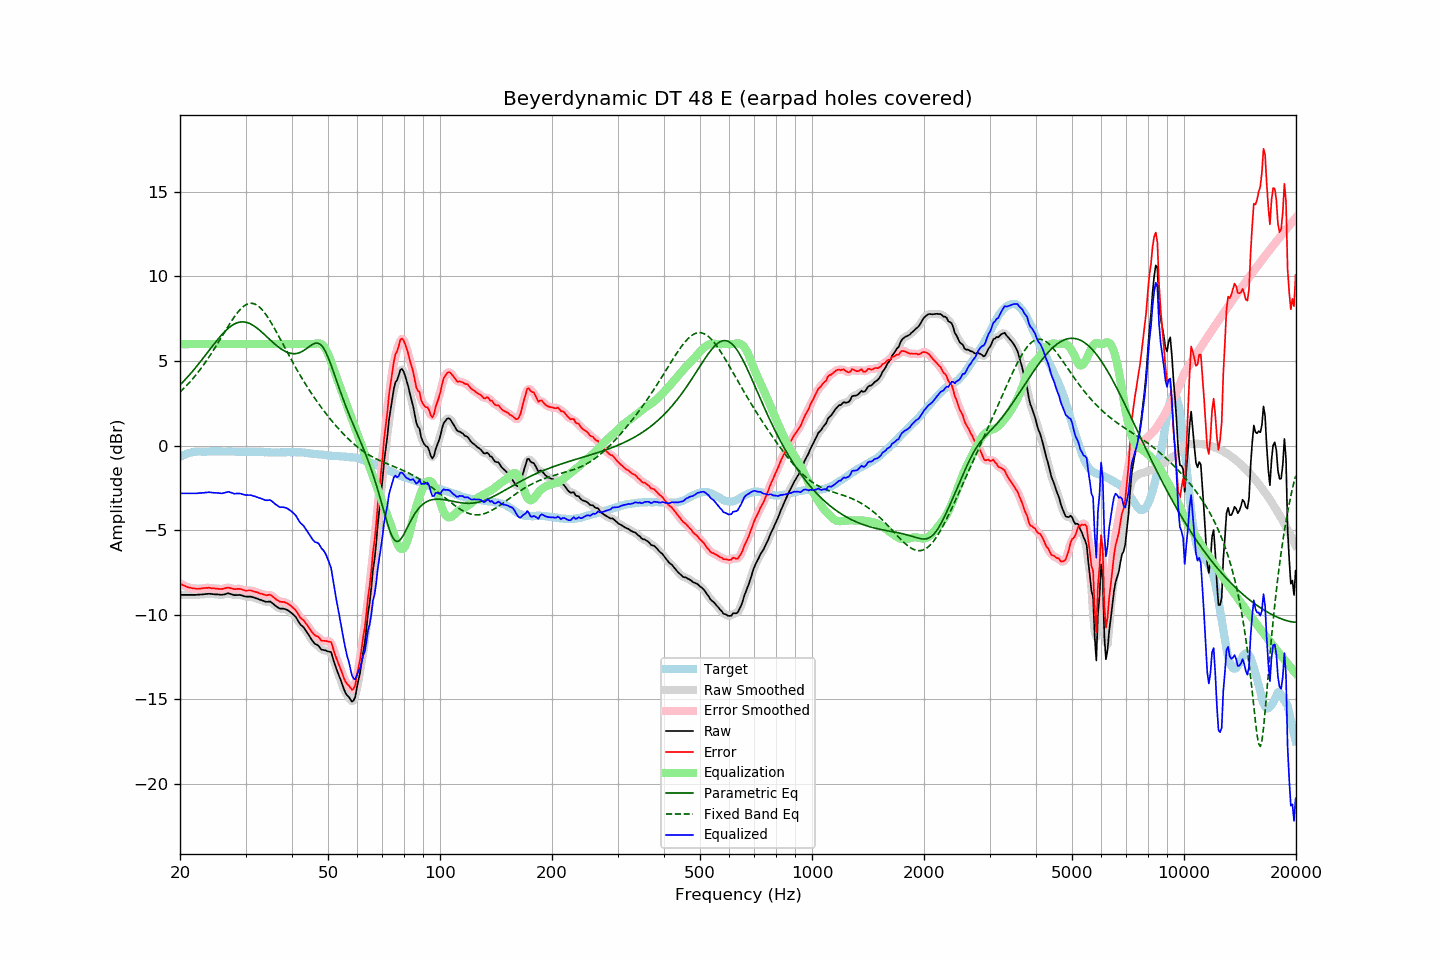 Beyerdynamic DT 48 E (earpad holes covered)
Amplitude (dBr)
15
10
5
0
−5
−10
−15
−20
Target
Raw Smoothed
Error Smoothed
Raw
Error
Equalization
Parametric Eq
Fixed Band Eq
Equalized
20 50 100 200 500 1000 2000 5000 10000 20000
Frequency (Hz)